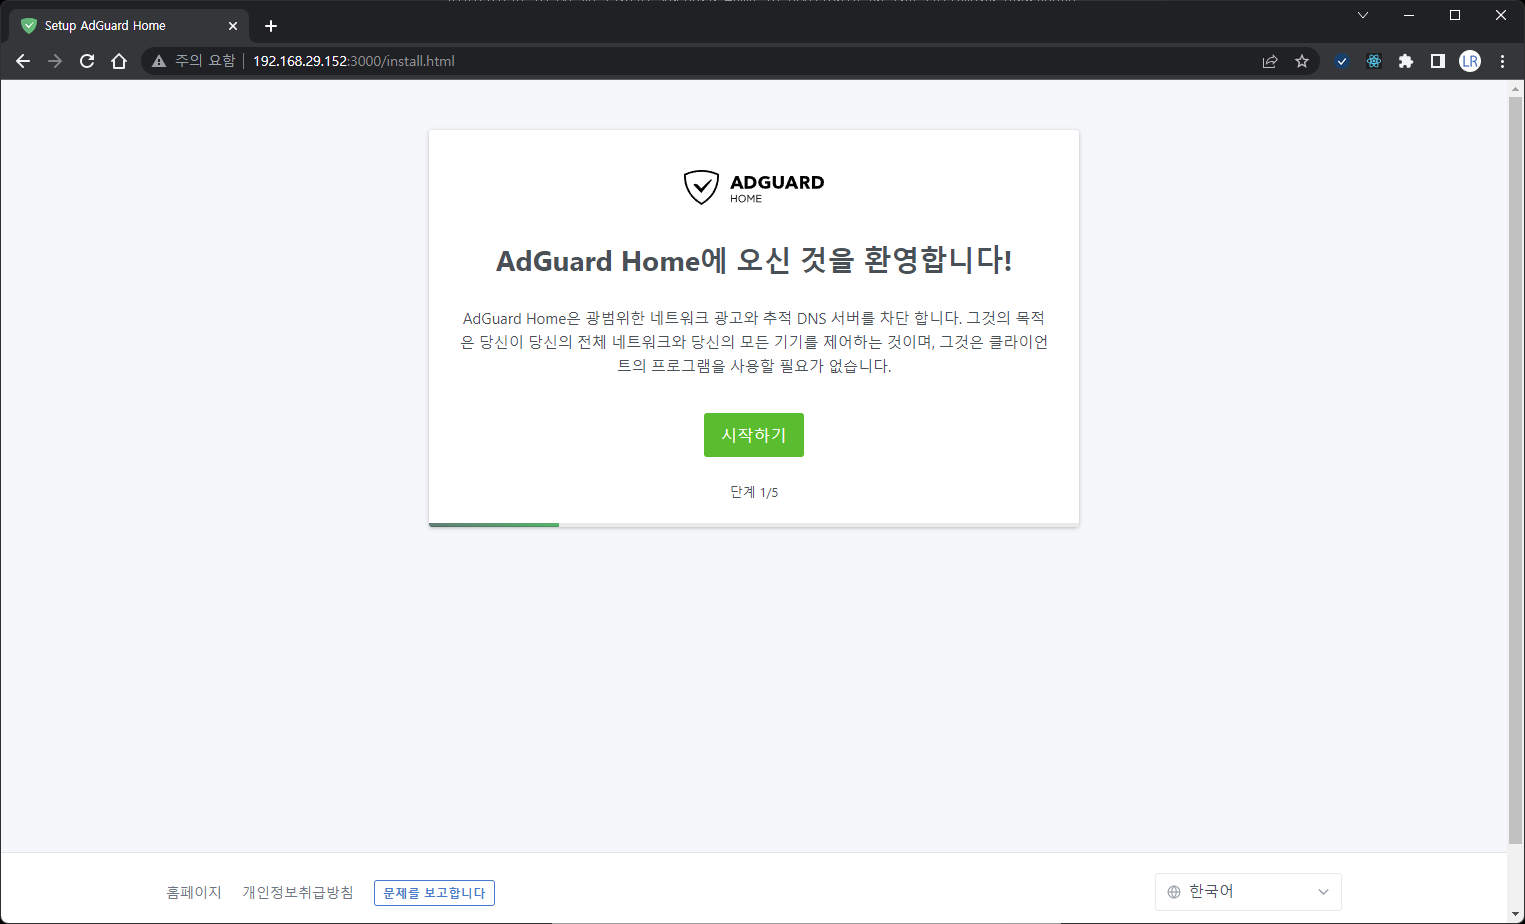 Setup AdGuard Home
주의 요함 192.168.29.152:3000/install.html
LR
ADGUARD
HOME
AdGuard Home에 오신 것을 환영합니다!
AdGuard Home은 광범위한 네트워크 광고와 추적 DNS 서버를 차단 합니다. 그것의 목적
은 당신이 당신의 전체 네트워크와 당신의 모든 기기를 제어하는 것이며, 그것은 클라이언
트의 프로그램을 사용할 필요가 없습니다.
시작하기
단계 1/5
홈페이지 개인정보취급방침 문제를 보고합니다 한국어